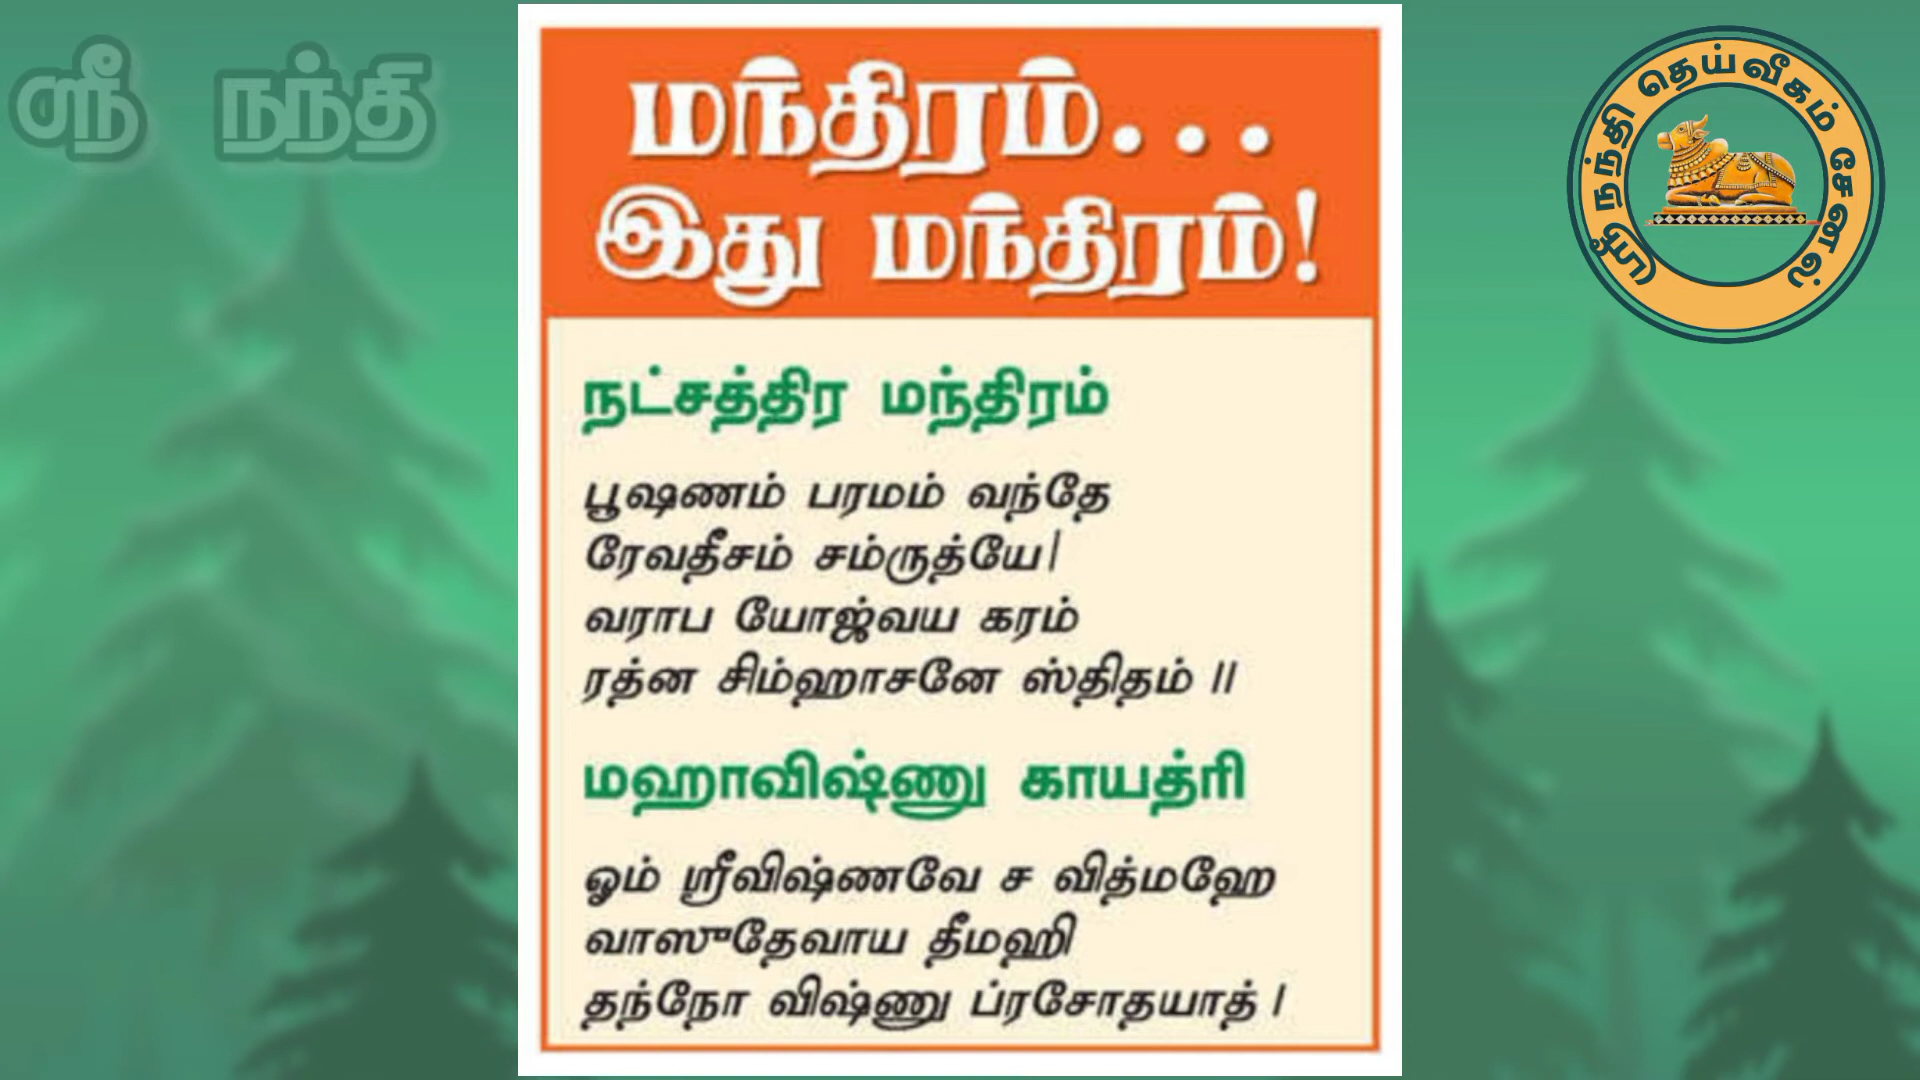 ஸ்ரீ நந்தி
மந்திரம்...
இது மந்திரம்!
நட்சத்திர மந்திரம்
பூஷணம் பரமம் வந்தே
ரேவதீசம் சம்ருத்யே|
வராப யோஜ்வய கரம்
ரத்ன சிம்ஹாசனே ஸ்திதம் ||
மஹாவிஷ்ணு காயத்ரி
ஓம் ஸ்ரீவிஷ்ணவே ச வித்மஹே
வாஸுதேவாய தீமஹி
தந்நோ விஷ்ணு ப்ரசோதயாத் |
ஸ்ரீ நந்தி தெய்வீகம் சேனல்